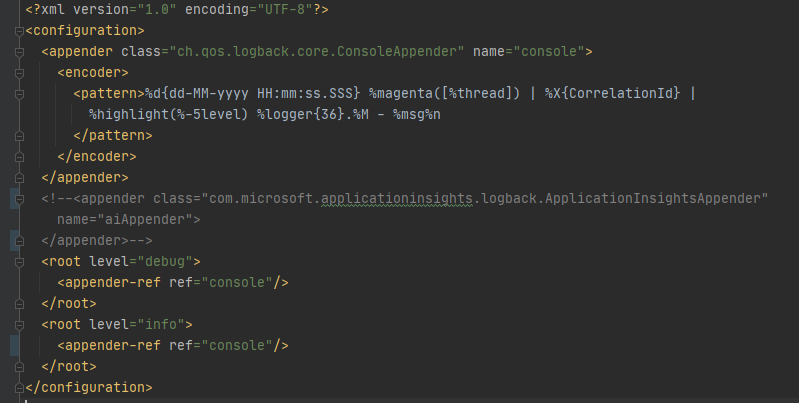 <?xml version="1.0" encoding="UTF-8"?>
<configuration>
  <appender class="ch.qos.logback.core.ConsoleAppender" name="console">
    <encoder>
      <pattern>%d{dd-MM-yyyy HH:mm:ss.SSS} %magenta([%thread]) | %X{CorrelationId} |
        %highlight(%-5level) %logger{36}.%M - %msg%n
      </pattern>
    </encoder>
  </appender>
  <!--<appender class="com.microsoft.applicationinsights.logback.ApplicationInsightsAppender"
    name="aiAppender">
  </appender>-->
  <root level="debug">
    <appender-ref ref="console"/>
  </root>
  <root level="info">
    <appender-ref ref="console"/>
  </root>
</configuration>